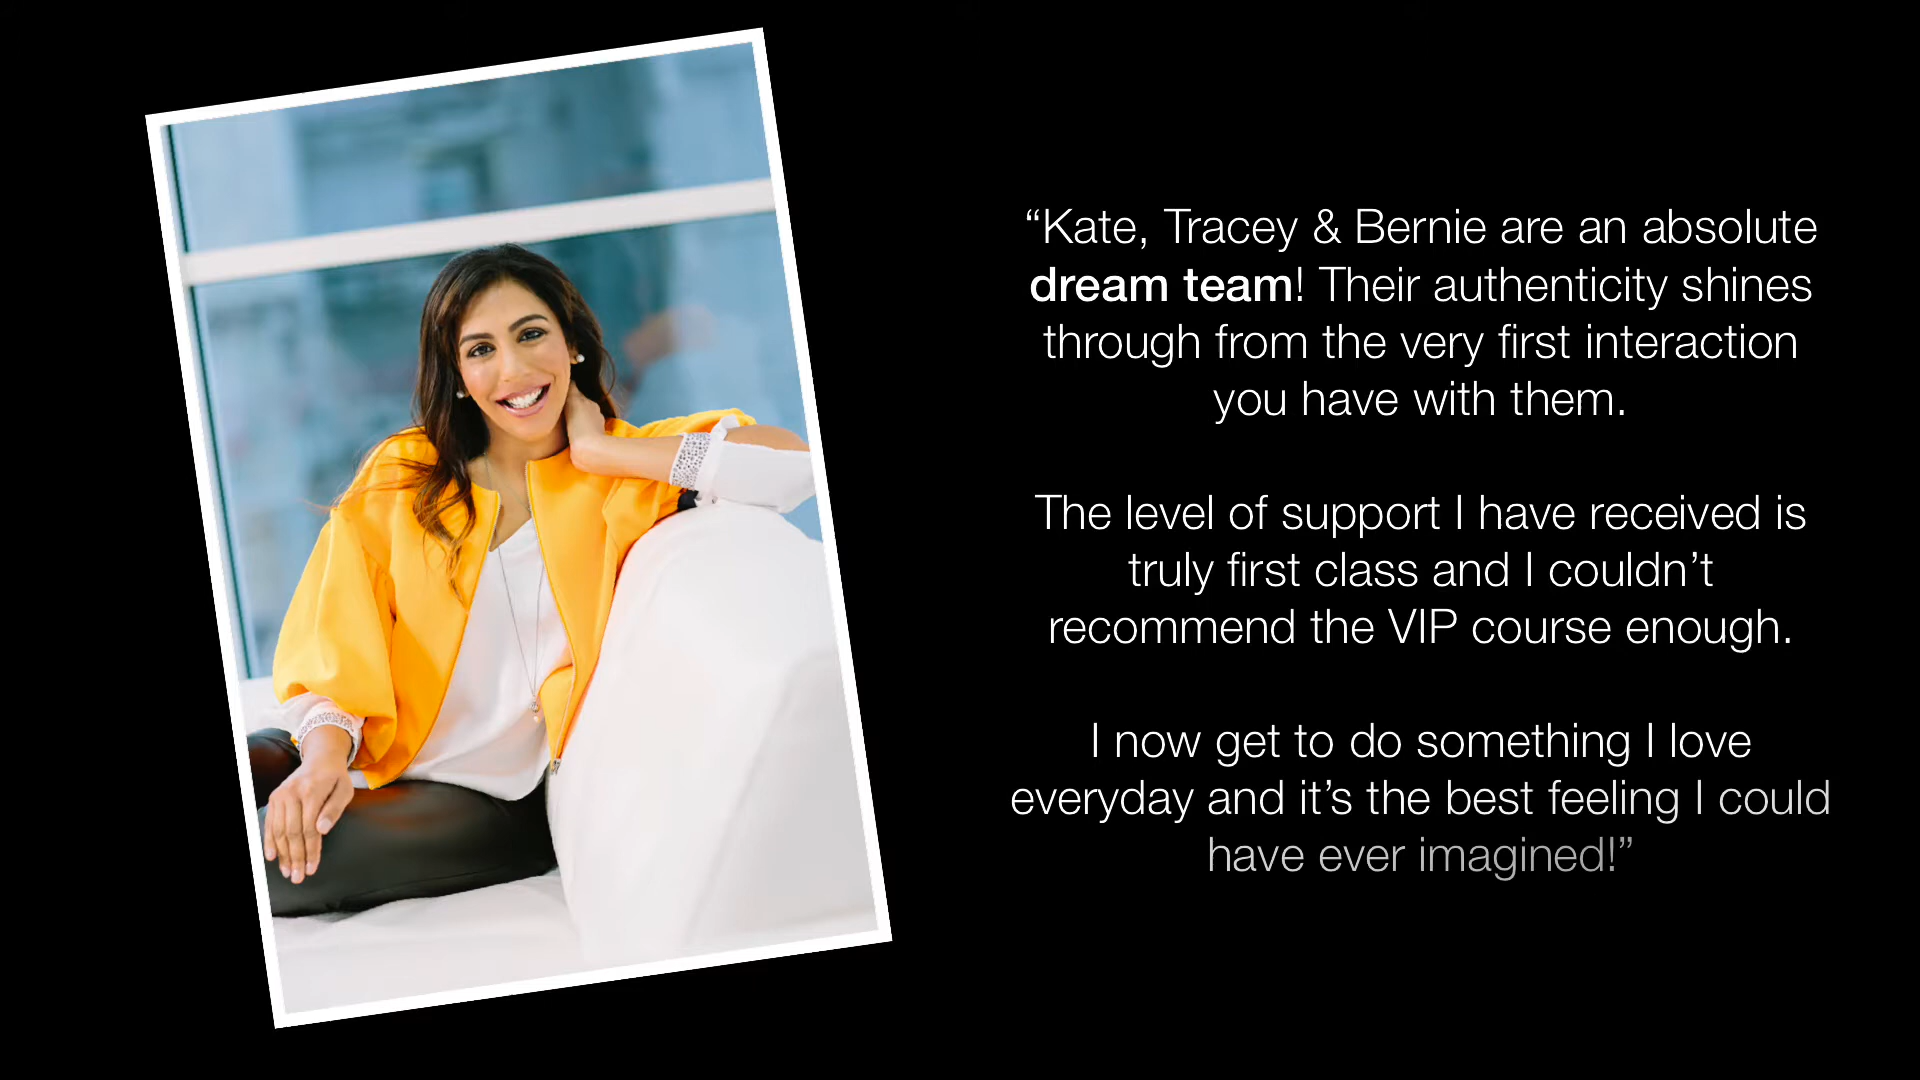 “Kate, Tracey & Bernie are an absolute
dream team! Their authenticity shines
through from the very first interaction
you have with them.
The level of support I have received is
truly first class and I couldn’t
recommend the VIP course enough.
I now get to do something I love
everyday and it’s the best feeling I could
have ever imagined!”